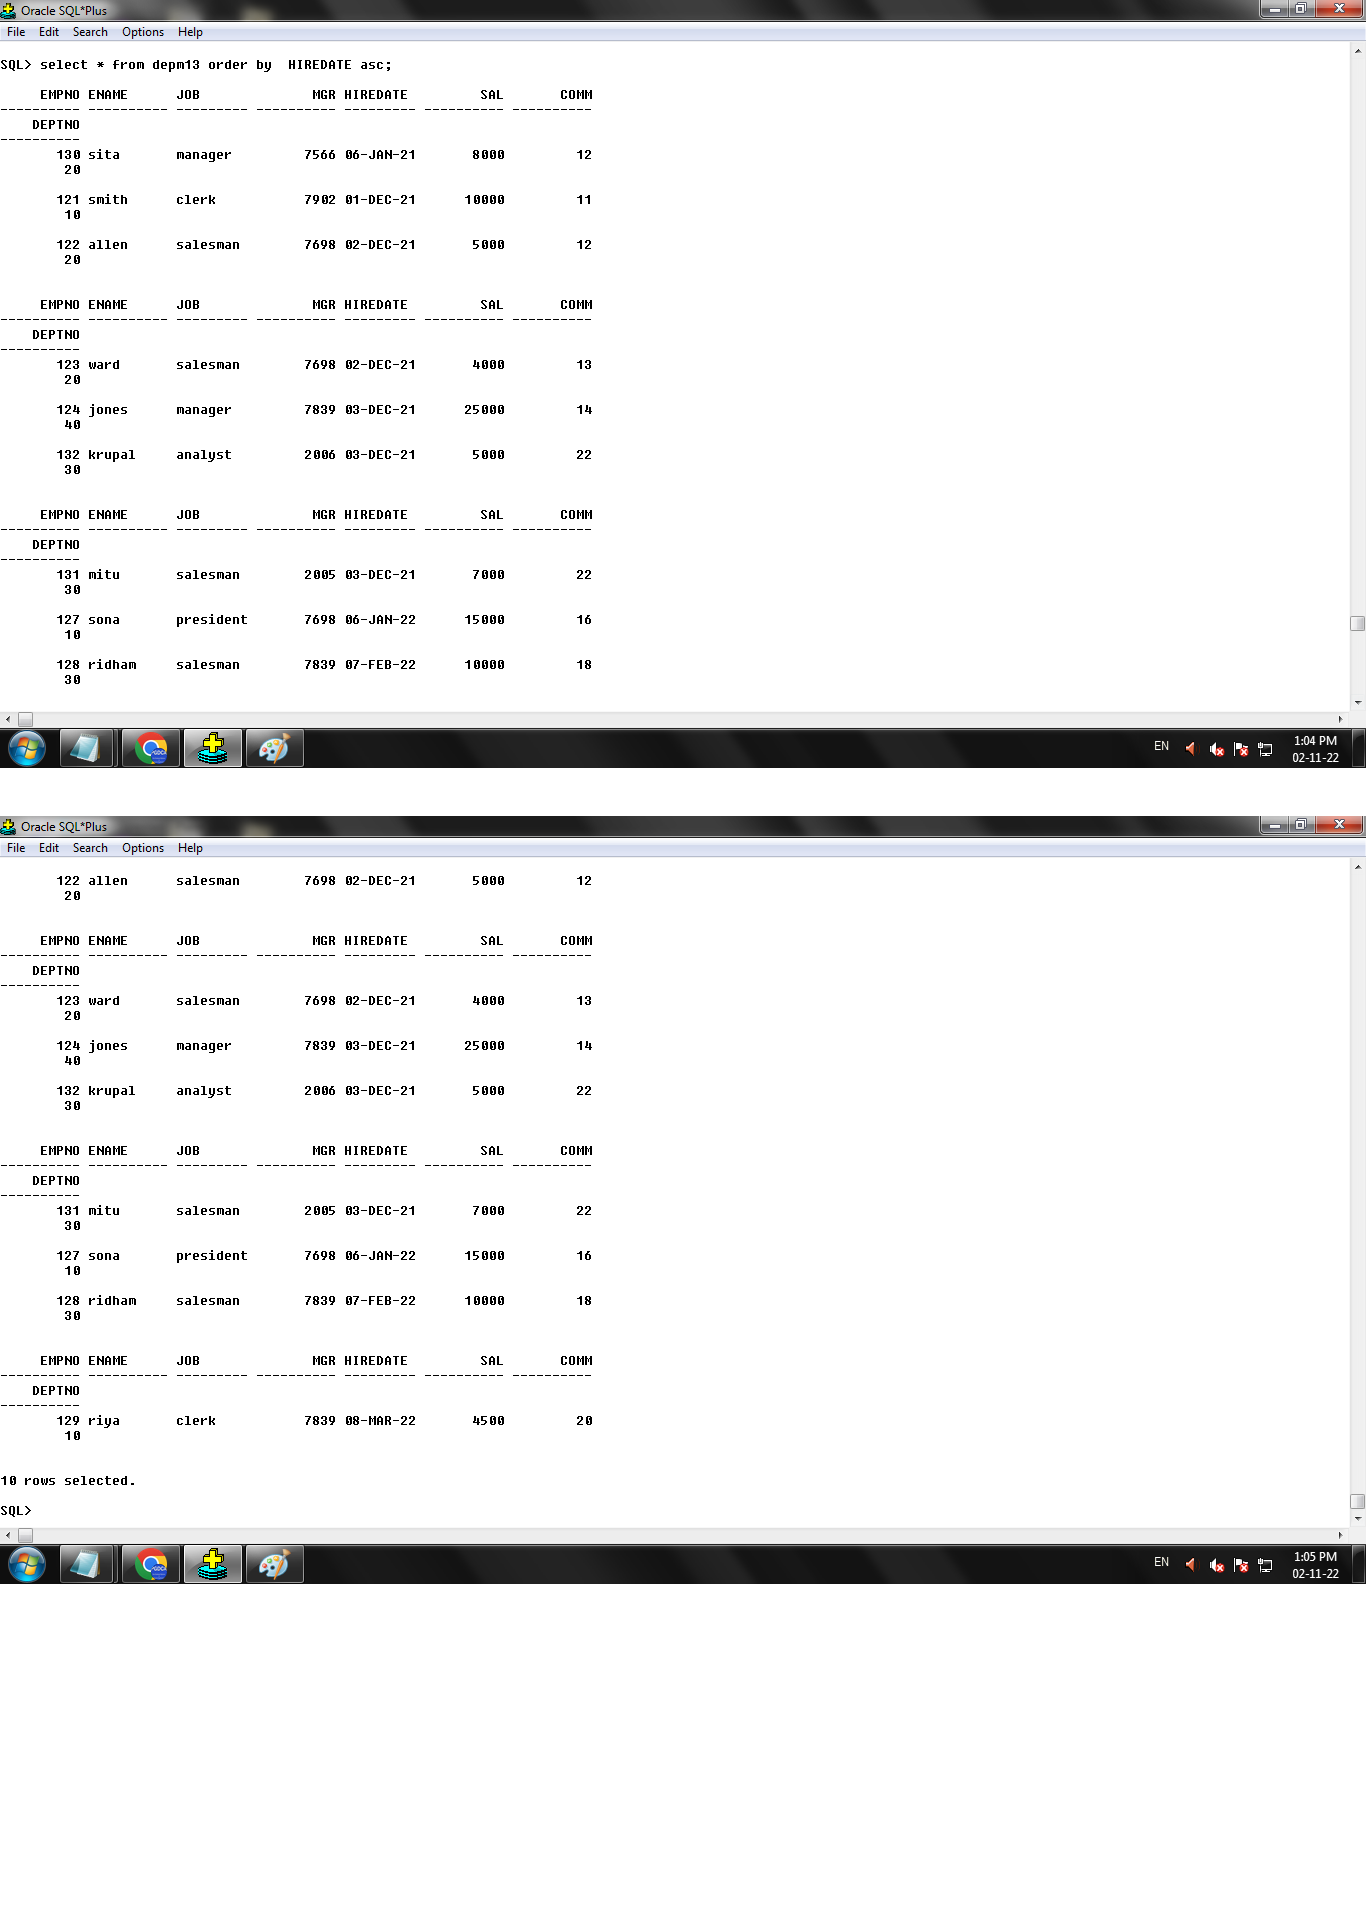 Oracle SQL*Plus
File Edit Search Options Help
SQL> select * from depm13 order by  HIREDATE asc;
     EMPNO ENAME      JOB              MGR HIREDATE         SAL       COMM
---------- ---------- --------- ---------- --------- ---------- ----------
    DEPTNO
----------
       130 sita       manager         7566 06-JAN-21       8000         12
        20
       121 smith      clerk           7902 01-DEC-21      10000         11
        10
       122 allen      salesman        7698 02-DEC-21       5000         12
        20
     EMPNO ENAME      JOB              MGR HIREDATE         SAL       COMM
---------- ---------- --------- ---------- --------- ---------- ----------
    DEPTNO
----------
       123 ward       salesman        7698 02-DEC-21       4000         13
        20
       124 jones      manager         7839 03-DEC-21      25000         14
        40
       132 krupal     analyst         2006 03-DEC-21       5000         22
        30
     EMPNO ENAME      JOB              MGR HIREDATE         SAL       COMM
---------- ---------- --------- ---------- --------- ---------- ----------
    DEPTNO
----------
       131 mitu       salesman        2005 03-DEC-21       7000         22
        30
       127 sona       president       7698 06-JAN-22      15000         16
        10
       128 ridham     salesman        7839 07-FEB-22      10000         18
        30
EN
1:04 PM
02-11-22
Oracle SQL*Plus
File Edit Search Options Help
       122 allen      salesman        7698 02-DEC-21       5000         12
        20
     EMPNO ENAME      JOB              MGR HIREDATE         SAL       COMM
---------- ---------- --------- ---------- --------- ---------- ----------
    DEPTNO
----------
       123 ward       salesman        7698 02-DEC-21       4000         13
        20
       124 jones      manager         7839 03-DEC-21      25000         14
        40
       132 krupal     analyst         2006 03-DEC-21       5000         22
        30
     EMPNO ENAME      JOB              MGR HIREDATE         SAL       COMM
---------- ---------- --------- ---------- --------- ---------- ----------
    DEPTNO
----------
       131 mitu       salesman        2005 03-DEC-21       7000         22
        30
       127 sona       president       7698 06-JAN-22      15000         16
        10
       128 ridham     salesman        7839 07-FEB-22      10000         18
        30
     EMPNO ENAME      JOB              MGR HIREDATE         SAL       COMM
---------- ---------- --------- ---------- --------- ---------- ----------
    DEPTNO
----------
       129 riya       clerk           7839 08-MAR-22       4500         20
        10
10 rows selected.
SQL>
EN
1:05 PM
02-11-22